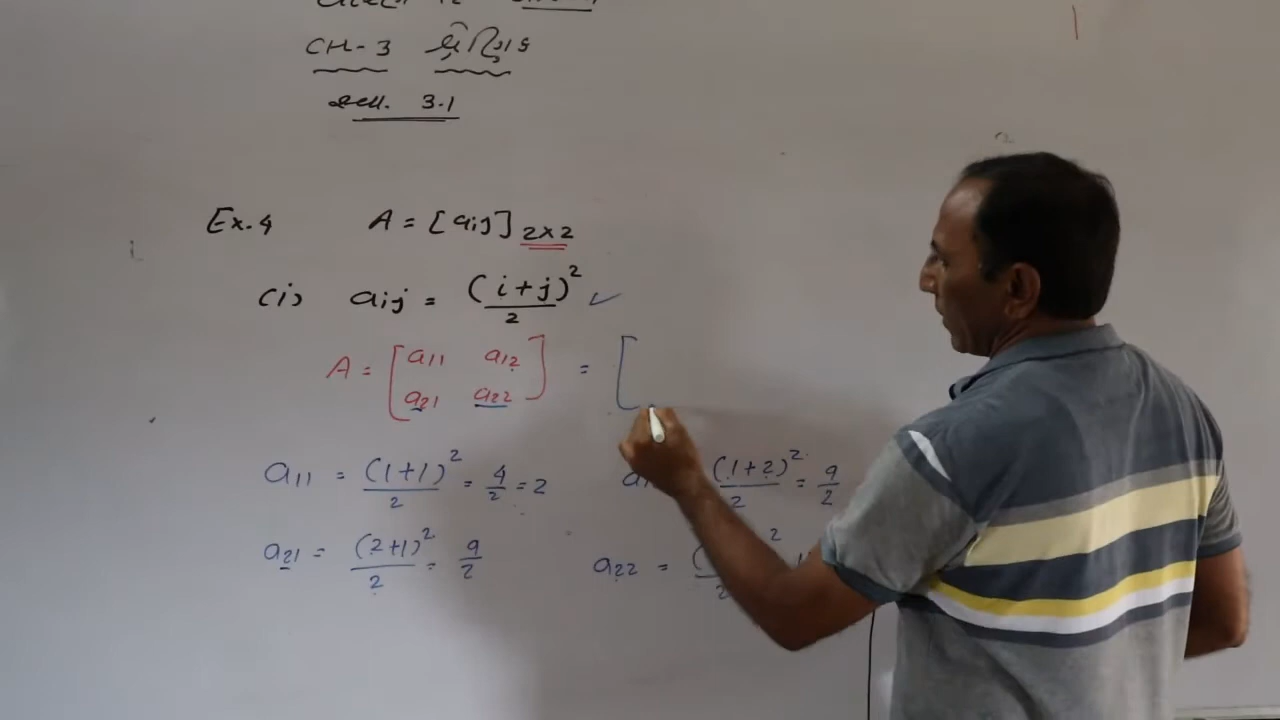 CH-3 શ્રેણિક
સ્વા. 3.1
Ex.4 A = [aij] 2×2
(i) aij = (i+j)² / 2 ✓
A = [ a11 a12 ] = [
a21 a22
a11 = (1+1)² / 2 = 4/2 = 2 (1+2)² / 2 = 9/2
a21 = (2+1)² / 2 = 9/2 a22 =